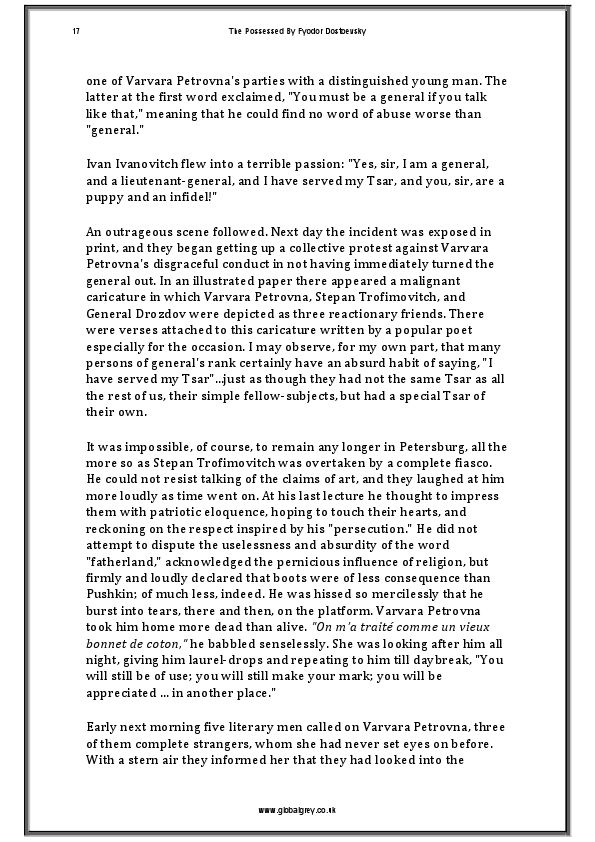 17
The Possessed By Fyodor Dostoevsky
one of Varvara Petrovna's parties with a distinguished young man. The
latter at the first word exclaimed, "You must be a general if you talk
like that," meaning that he could find no word of abuse worse than
"general."
Ivan Ivanovitch flew into a terrible passion: "Yes, sir, I am a general,
and a lieutenant-general, and I have served my Tsar, and you, sir, are a
puppy and an infidel!"
An outrageous scene followed. Next day the incident was exposed in
print, and they began getting up a collective protest against Varvara
Petrovna's disgraceful conduct in not having immediately turned the
general out. In an illustrated paper there appeared a malignant
caricature in which Varvara Petrovna, Stepan Trofimovitch, and
General Drozdov were depicted as three reactionary friends. There
were verses attached to this caricature written by a popular poet
especially for the occasion. I may observe, for my own part, that many
persons of general's rank certainly have an absurd habit of saying, "I
have served my Tsar"...just as though they had not the same Tsar as all
the rest of us, their simple fellow-subjects, but had a special Tsar of
their own.
It was impossible, of course, to remain any longer in Petersburg, all the
more so as Stepan Trofimovitch was overtaken by a complete fiasco.
He could not resist talking of the claims of art, and they laughed at him
more loudly as time went on. At his last lecture he thought to impress
them with patriotic eloquence, hoping to touch their hearts, and
reckoning on the respect inspired by his "persecution." He did not
attempt to dispute the uselessness and absurdity of the word
"fatherland," acknowledged the pernicious influence of religion, but
firmly and loudly declared that boots were of less consequence than
Pushkin; of much less, indeed. He was hissed so mercilessly that he
burst into tears, there and then, on the platform. Varvara Petrovna
took him home more dead than alive. "On m'a traité comme un vieux
bonnet de coton," he babbled senselessly. She was looking after him all
night, giving him laurel-drops and repeating to him till daybreak, "You
will still be of use; you will still make your mark; you will be
appreciated ... in another place."
Early next morning five literary men called on Varvara Petrovna, three
of them complete strangers, whom she had never set eyes on before.
With a stern air they informed her that they had looked into the
www.globalgrey.co.uk